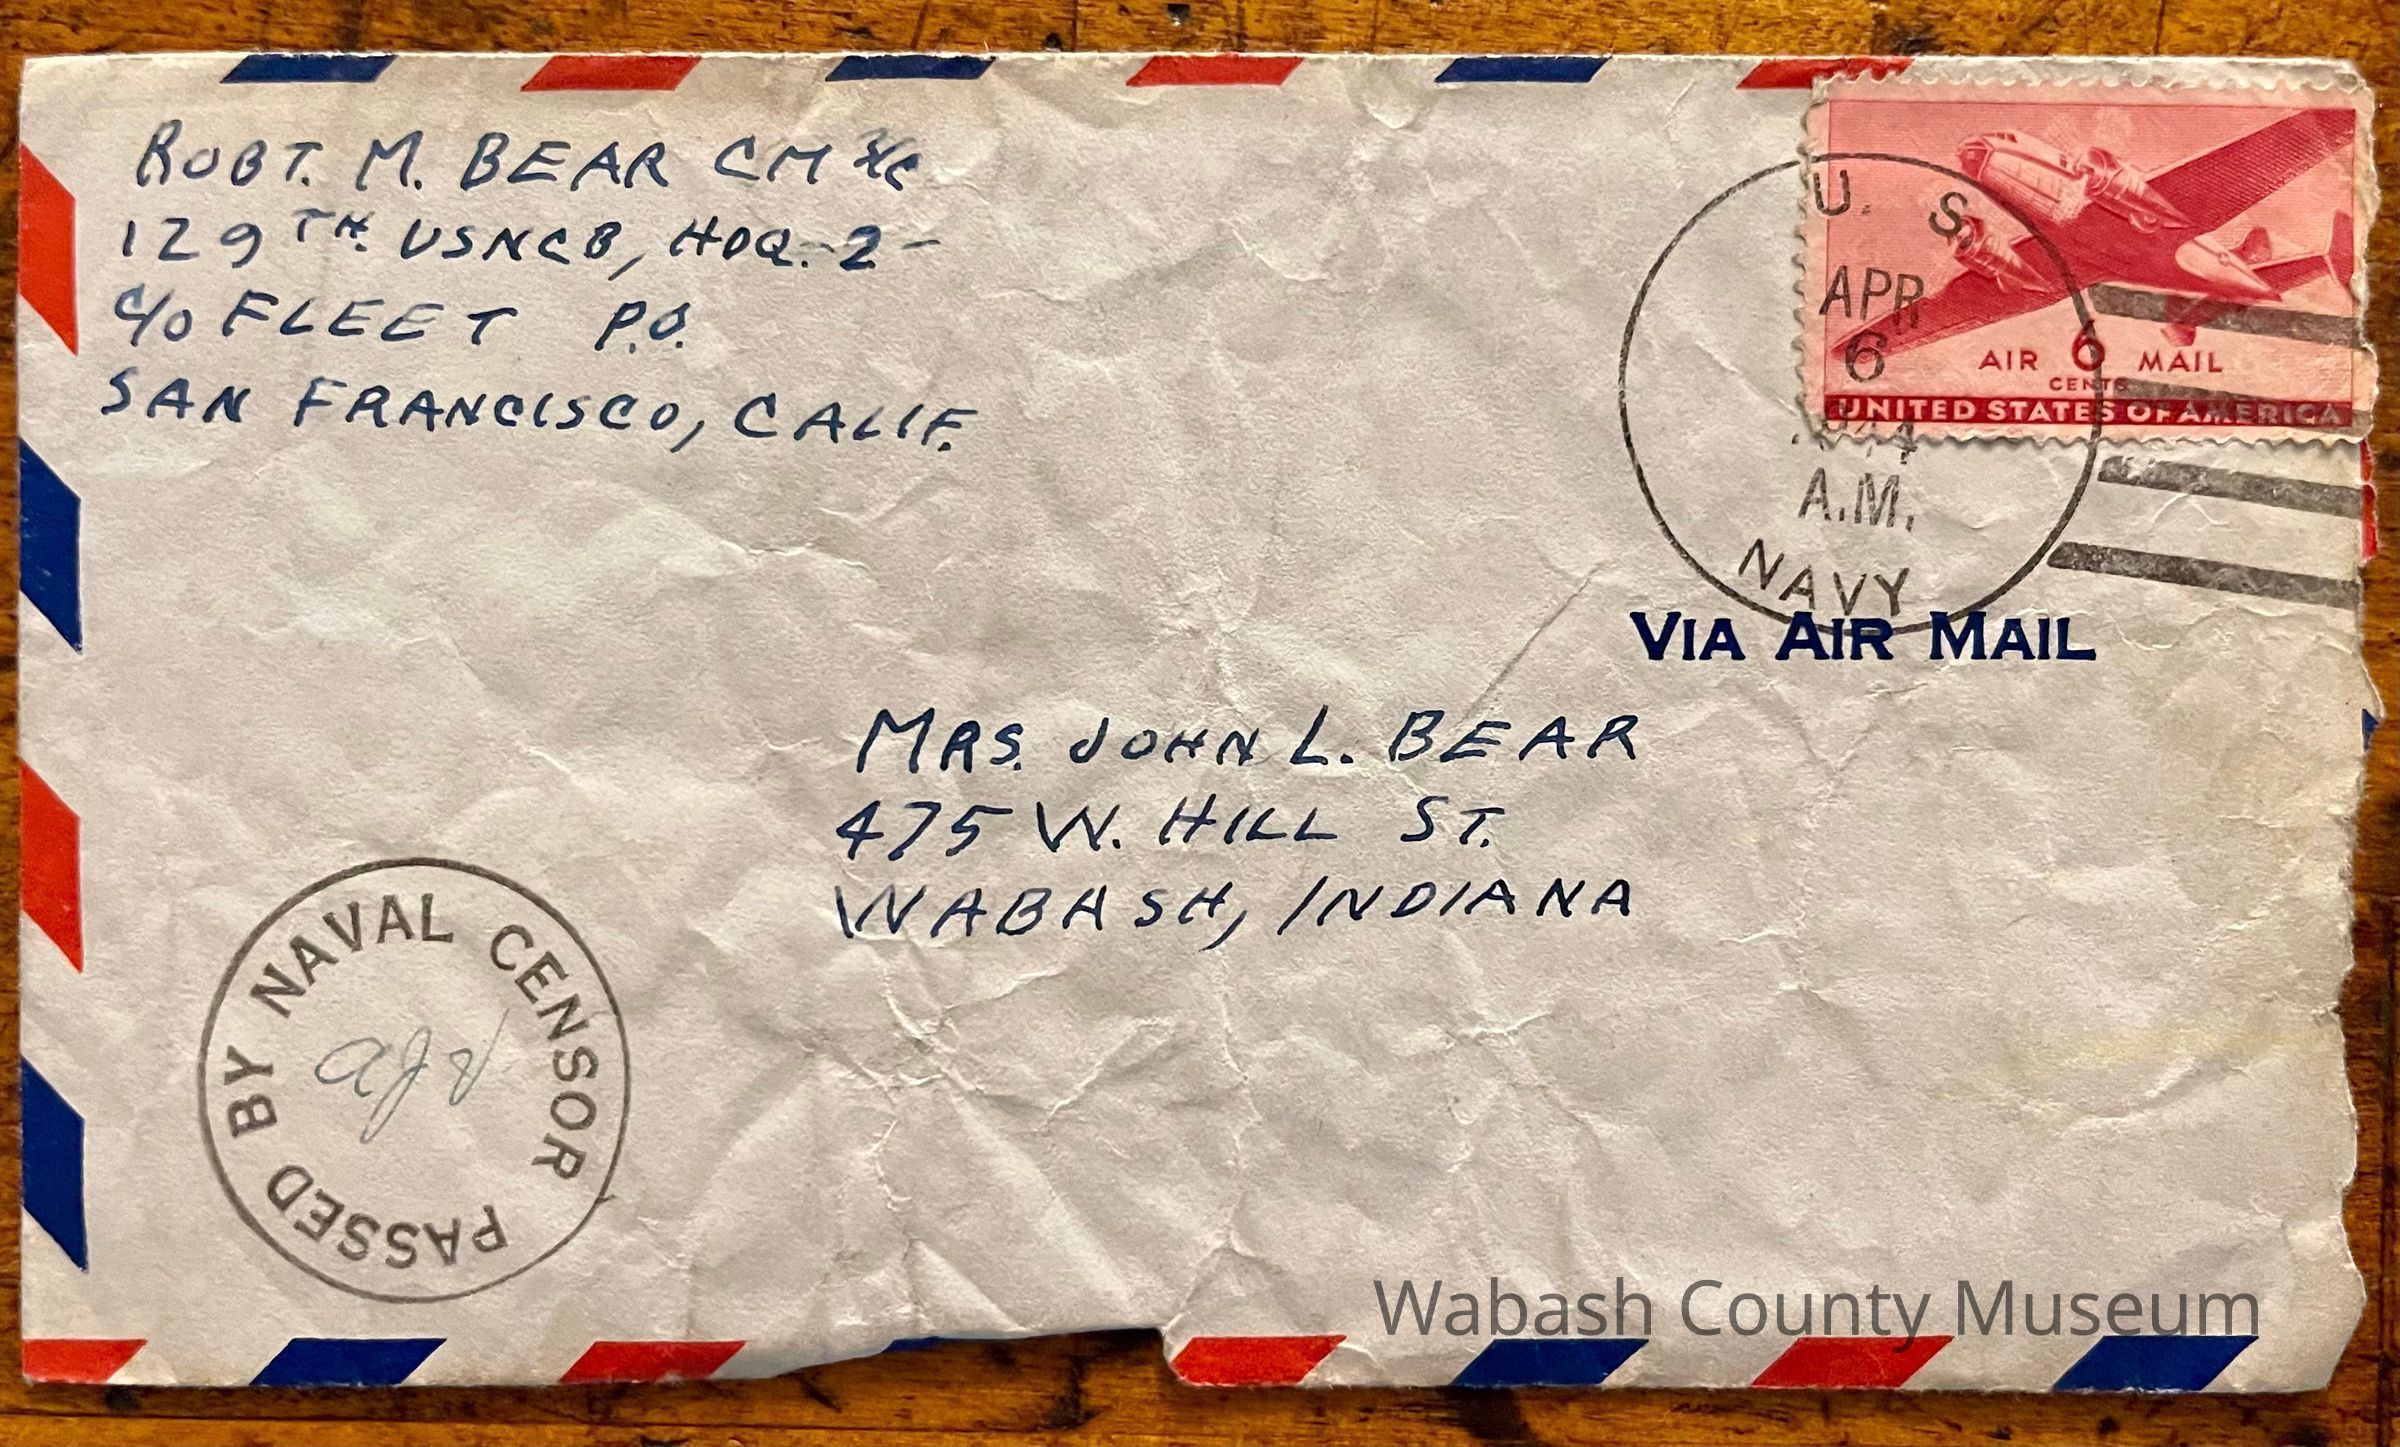 ROBT. M. BEAR CM 3/C
129TH. USNCB, HDQ.-2-
C/O FLEET P.O.
SAN FRANCISCO, CALIF.
U. S.
APR
6
A.M.
NAVY
AIR 6 MAIL
CENTS
UNITED STATES OF AMERICA
VIA AIR MAIL
MRS. JOHN L. BEAR
475 W. HILL ST.
WABASH, INDIANA
PASSED BY NAVAL CENSOR
Wabash County Museum